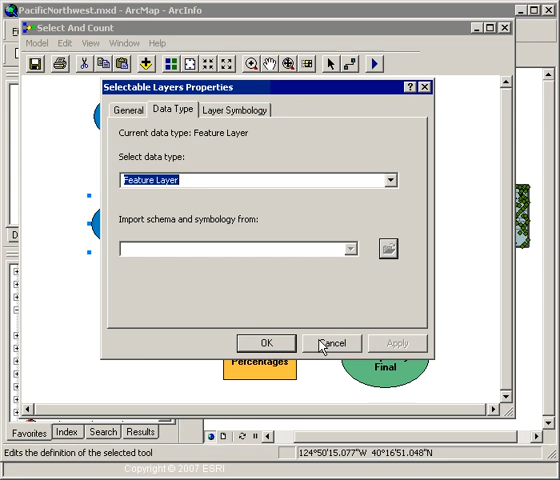 PacificNorthwest.mxd - ArcMap - ArcInfo
Select And Count
Model Edit View Window Help
Selectable Layers Properties
General Data Type Layer Symbology
Current data type: Feature Layer
Select data type:
Feature Layer
Import schema and symbology from:
OK Cancel Apply
Percentages
Final
Favorites Index Search Results
Edits the definition of the selected tool 124°50'15.077"W 40°16'51.048"N
Copyright © 2007 ESRI